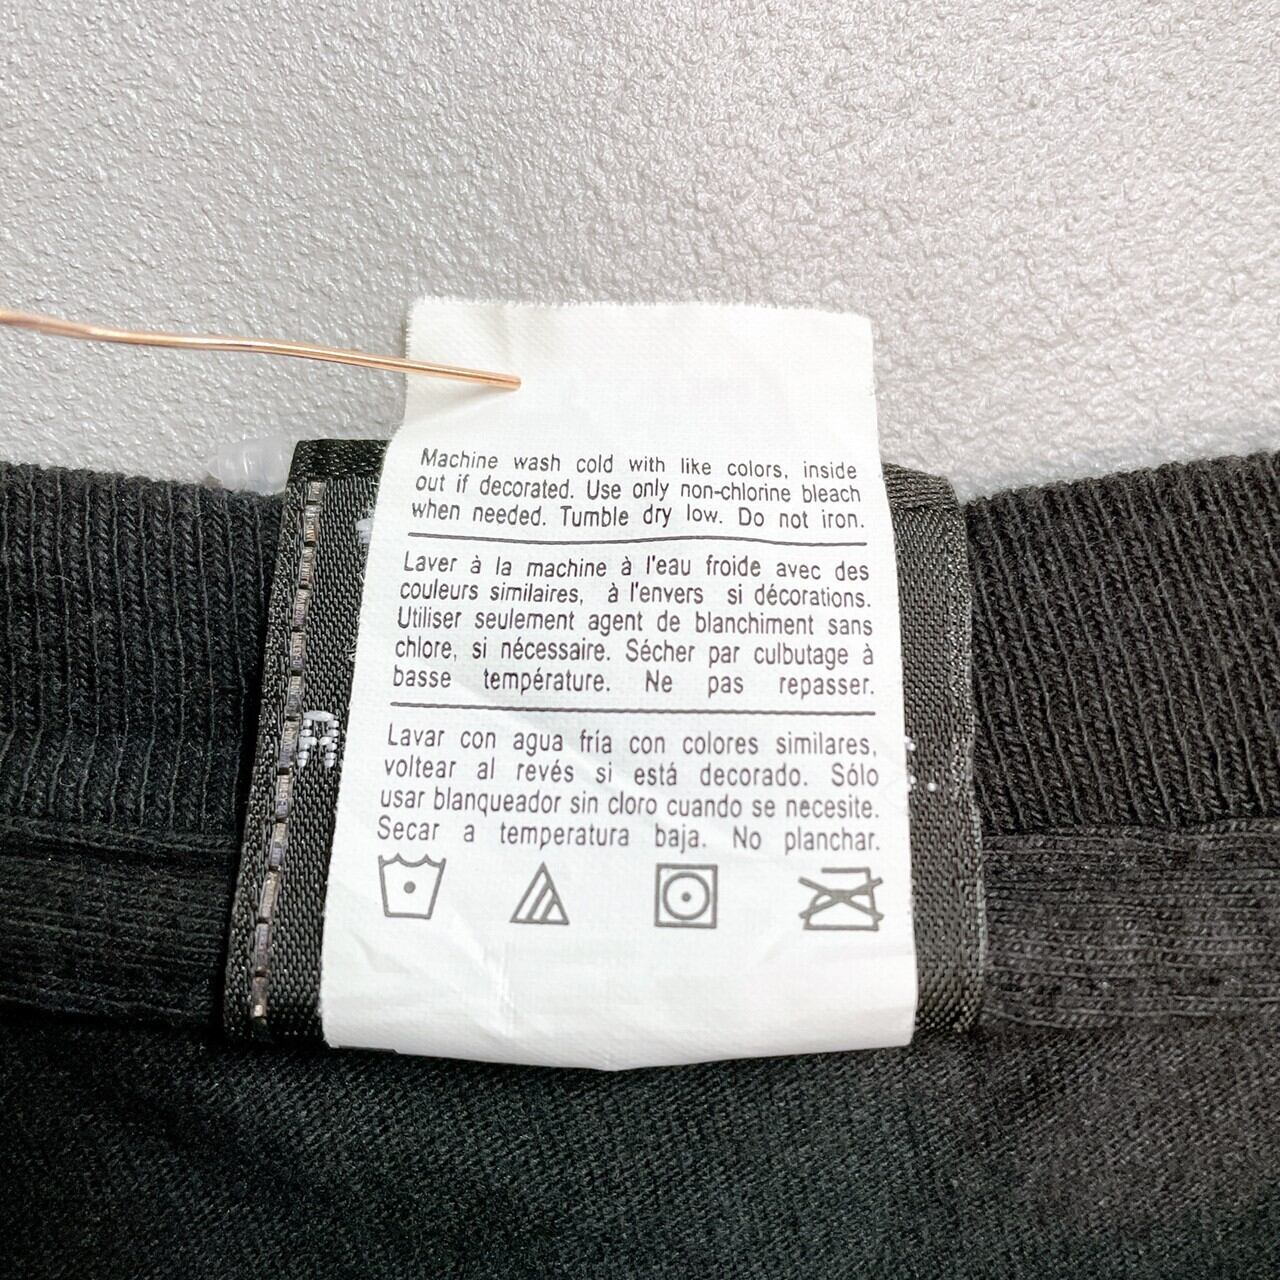 Machine wash cold with like colors, inside
out if decorated. Use only non-chlorine bleach
when needed. Tumble dry low. Do not iron.
Laver à la machine à l'eau froide avec des
couleurs similaires, à l'envers si décorations.
Utiliser seulement agent de blanchiment sans
chlore, si nécessaire. Sécher par culbutage à
basse température. Ne pas repasser.
Lavar con agua fría con colores similares,
voltear al revés si está decorado. Sólo
usar blanqueador sin cloro cuando se necesite.
Secar a temperatura baja. No planchar.